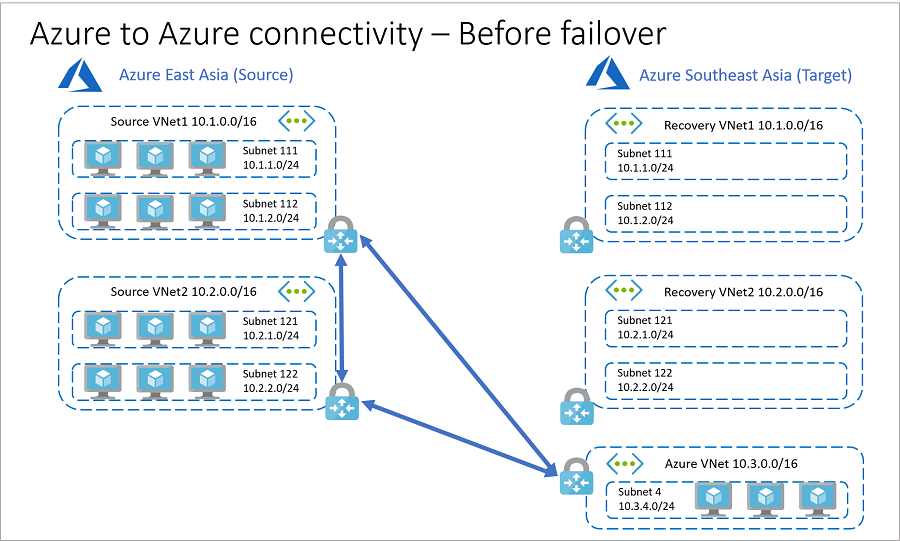 Azure to Azure connectivity – Before failover
Azure East Asia (Source)
Source VNet1 10.1.0.0/16
Subnet 111
10.1.1.0/24
Subnet 112
10.1.2.0/24
Source VNet2 10.2.0.0/16
Subnet 121
10.2.1.0/24
Subnet 122
10.2.2.0/24
Azure Southeast Asia (Target)
Recovery VNet1 10.1.0.0/16
Subnet 111
10.1.1.0/24
Subnet 112
10.1.2.0/24
Recovery VNet2 10.2.0.0/16
Subnet 121
10.2.1.0/24
Subnet 122
10.2.2.0/24
Azure VNet 10.3.0.0/16
Subnet 4
10.3.4.0/24